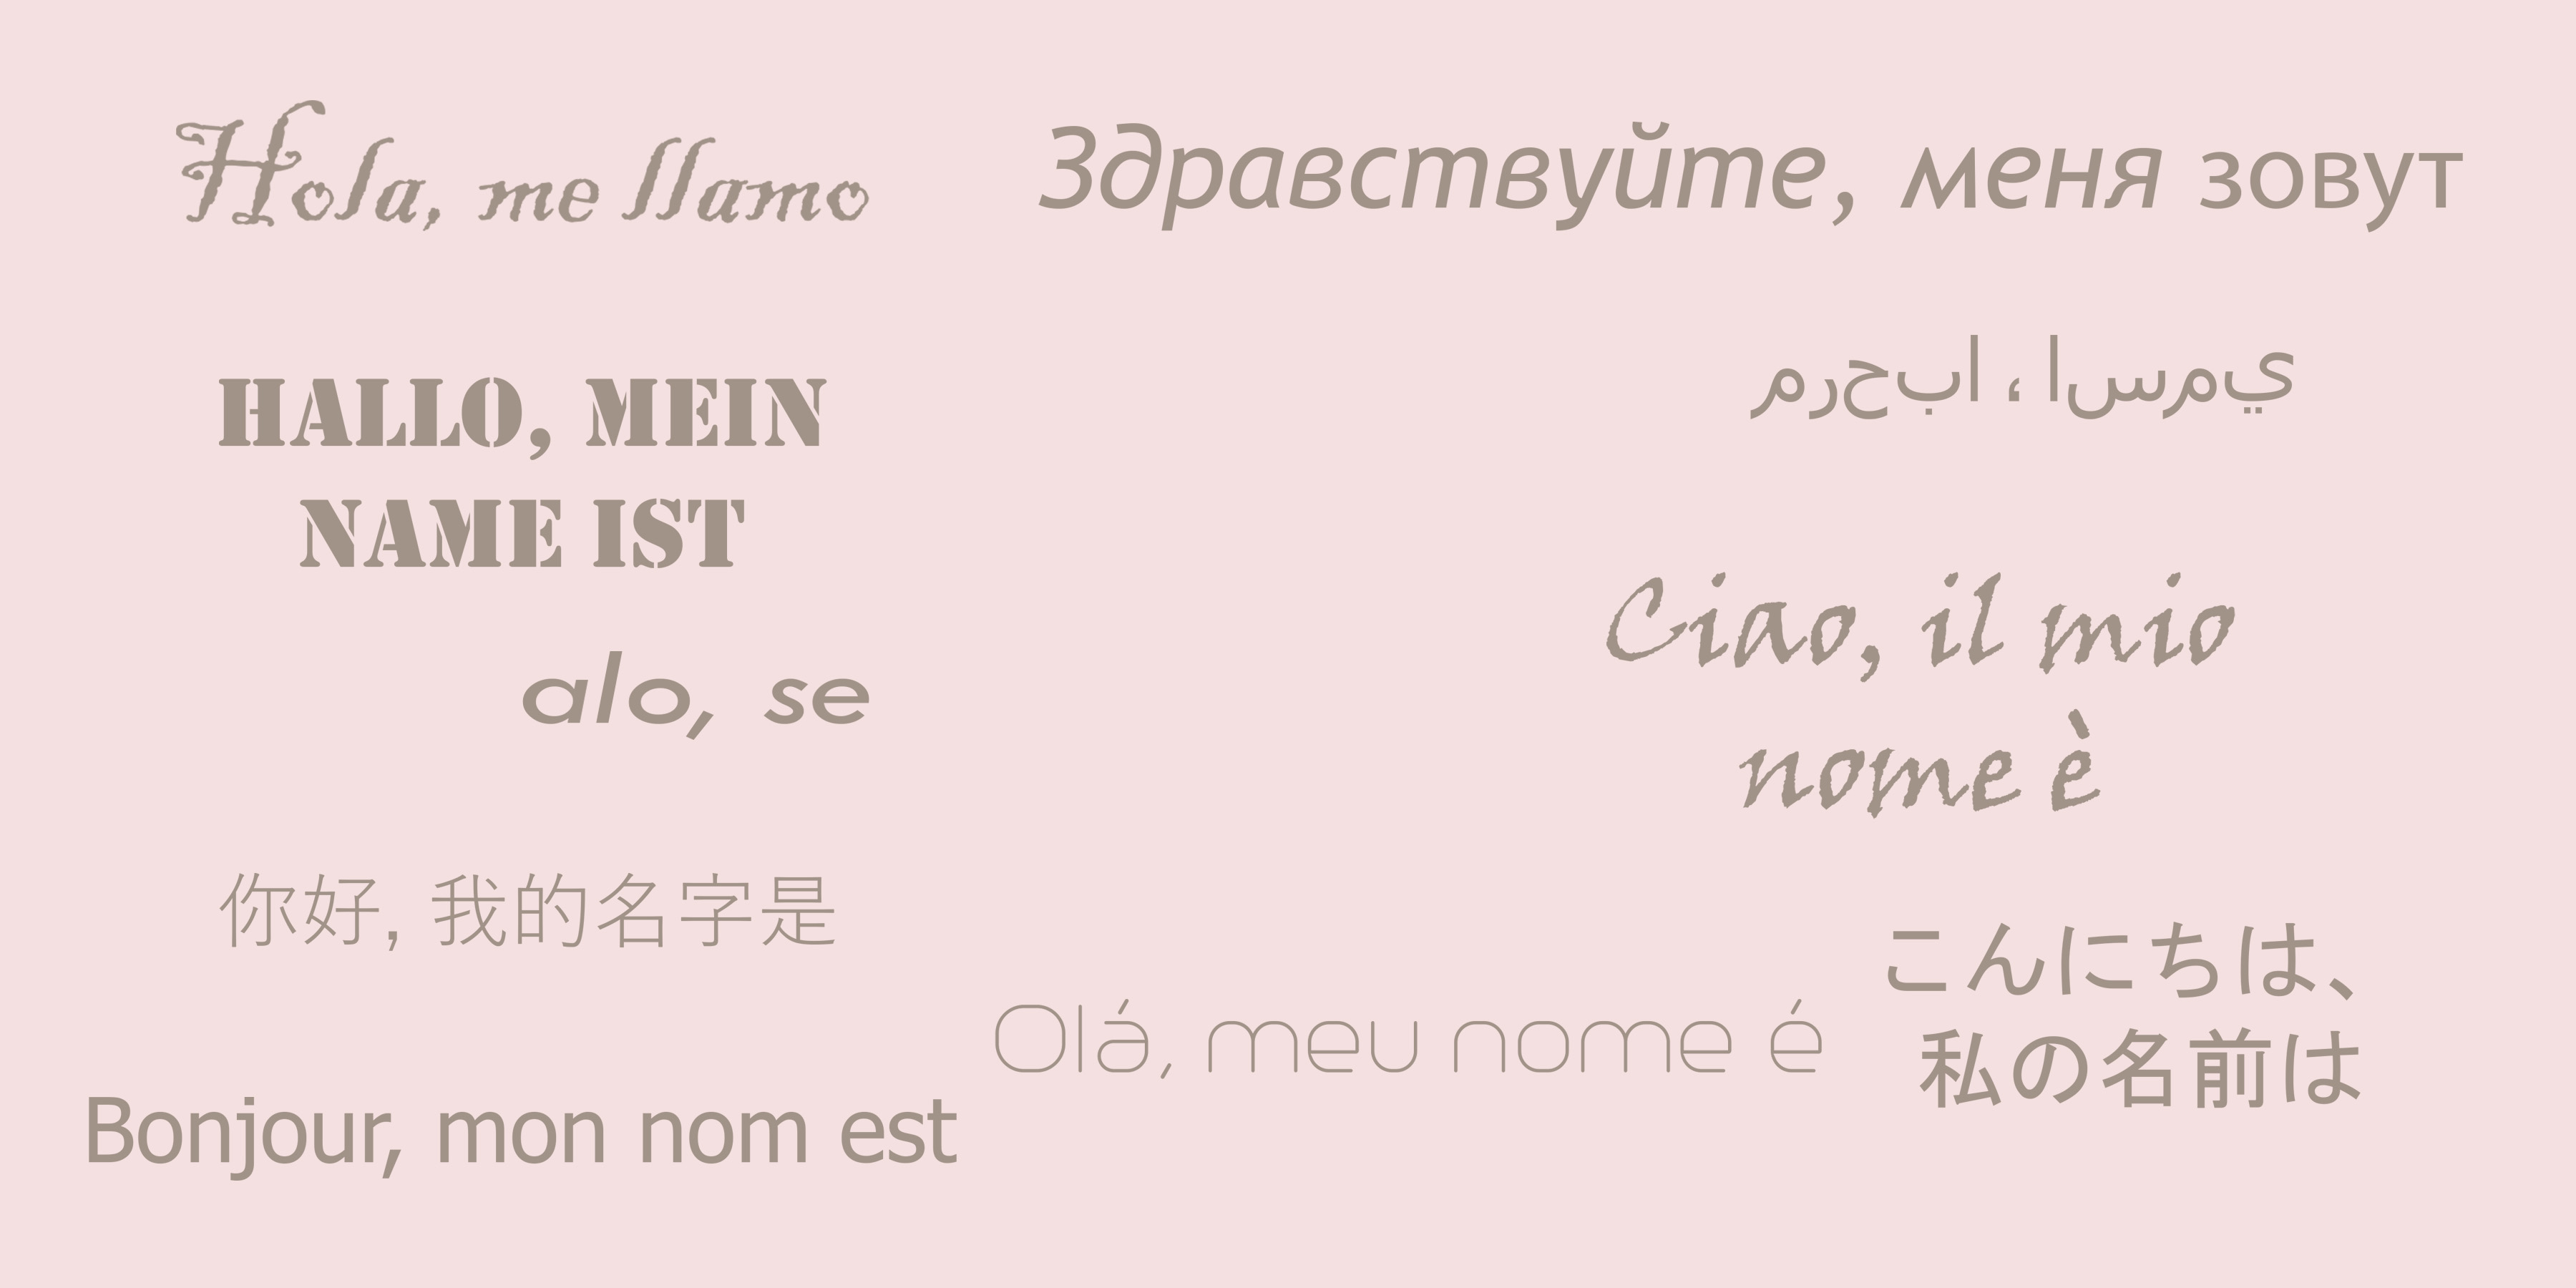 Hola, me llamo
Здравствуйте, меня зовут
HALLO, MEIN
NAME IST
يمسا ، ابحرم
alo, se
Ciao, il mio
nome è
你好, 我的名字是
こんにちは、
私の名前は
Olá, meu nome é
Bonjour, mon nom est